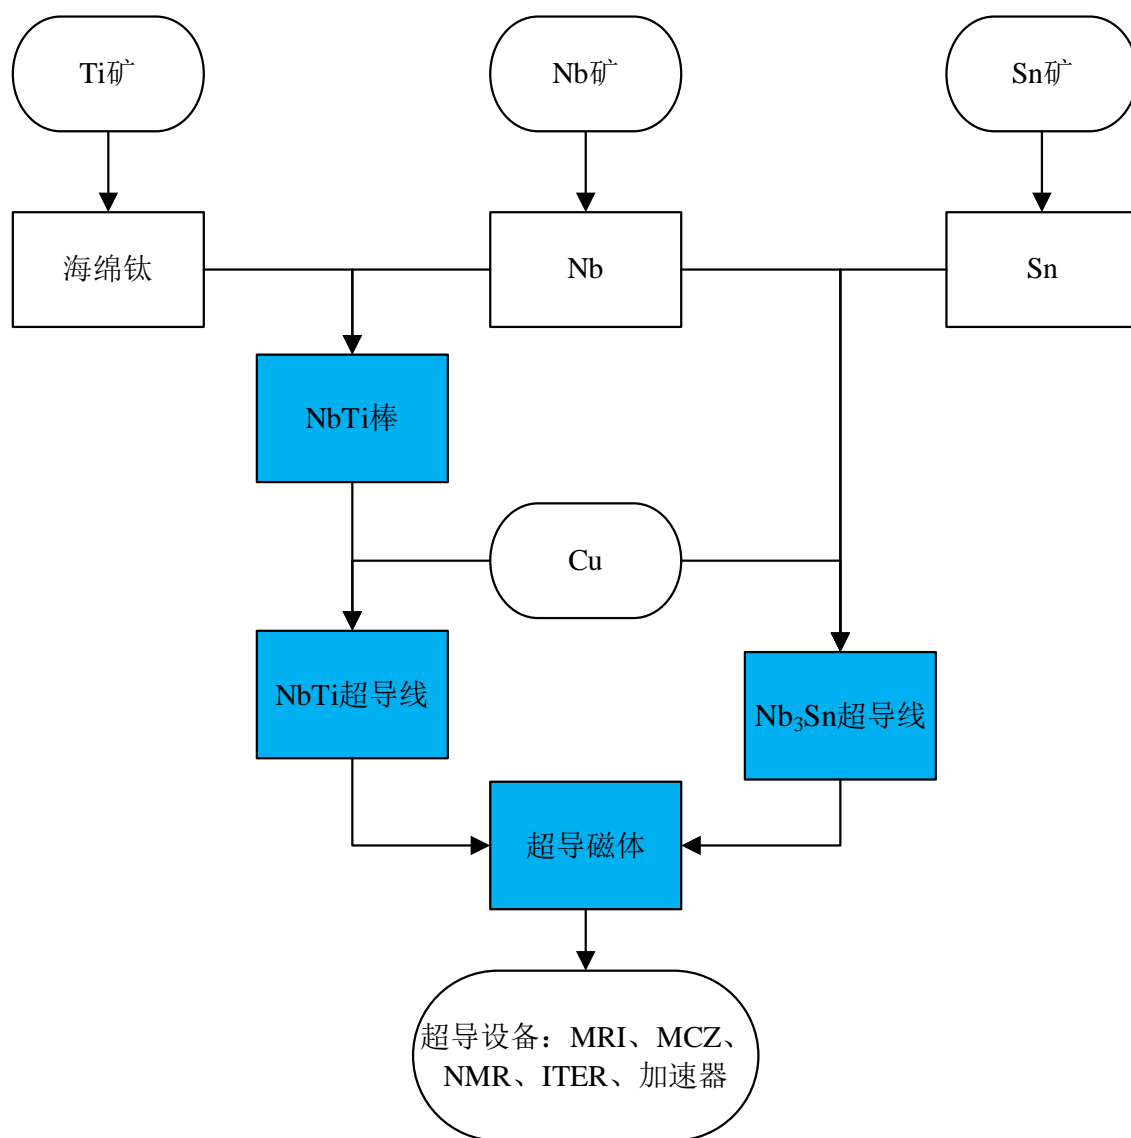 Ti矿
Nb矿
Sn矿
海绵钛
Nb
Sn
NbTi棒
Cu
NbTi超导线
Nb₃Sn超导线
超导磁体
超导设备：MRI、MCZ、
NMR、ITER、加速器